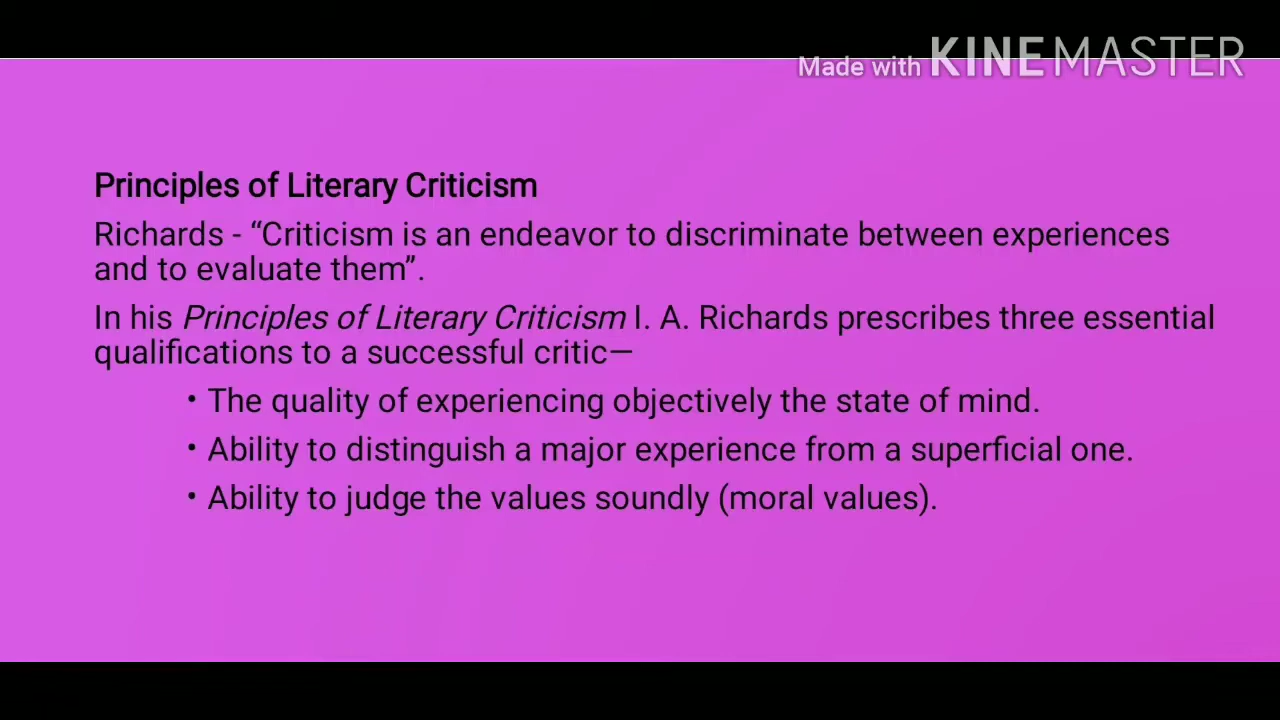 Made with KINEMASTER
Principles of Literary Criticism
Richards - “Criticism is an endeavor to discriminate between experiences
and to evaluate them”.
In his Principles of Literary Criticism I. A. Richards prescribes three essential
qualifications to a successful critic—
• The quality of experiencing objectively the state of mind.
• Ability to distinguish a major experience from a superficial one.
• Ability to judge the values soundly (moral values).